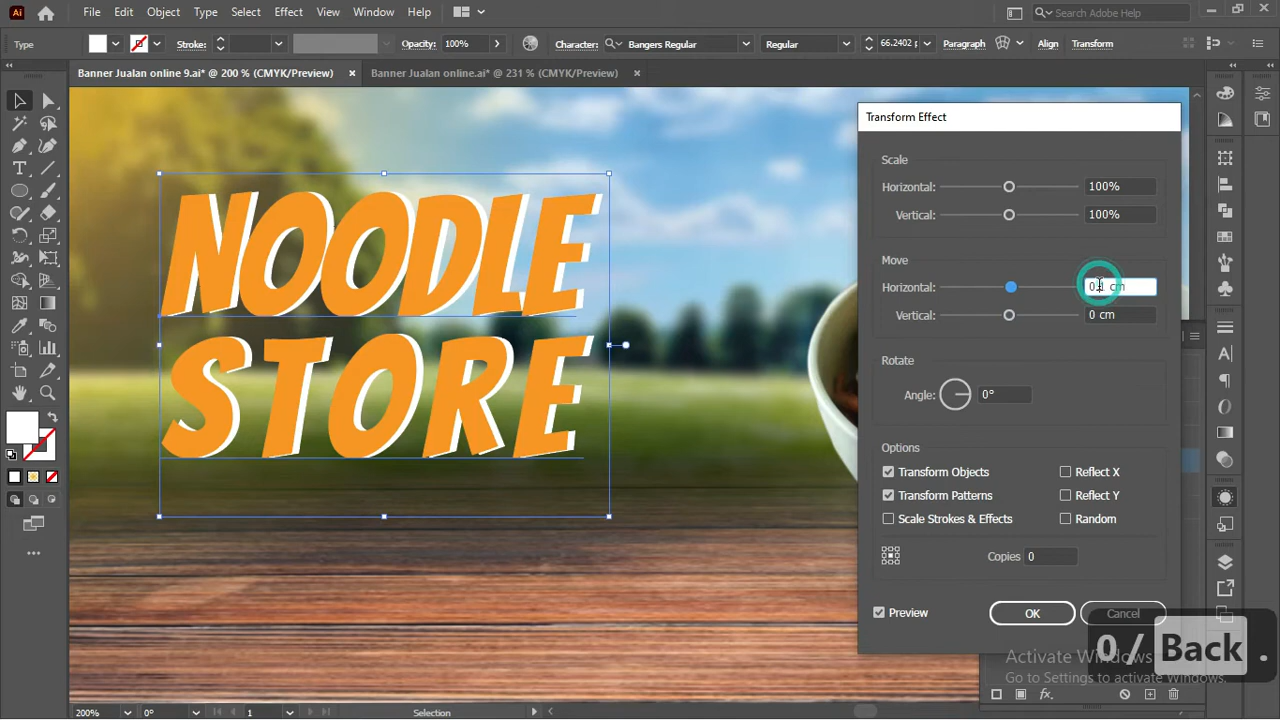 Ai File Edit Object Type Select Effect View Window Help Search Adobe Help
Type Stroke: Opacity: 100% Character: Bangers Regular Regular 66.2402 p Paragraph Align Transform
Banner Jualan online 9.ai* @ 200 % (CMYK/Preview) × Banner Jualan online.ai* @ 231 % (CMYK/Preview) ×
NOODLE
STORE
Transform Effect
Scale
Horizontal: 100%
Vertical: 100%
Move
Horizontal: cm
Vertical: 0 cm
Rotate
Angle: 0°
Options
Transform Objects Reflect X
Transform Patterns Reflect Y
Scale Strokes & Effects Random
Copies 0
Preview OK Cancel
0 / Back .
Activate Windows
Go to Settings to activate Windows.
200% 0° 1 Selection